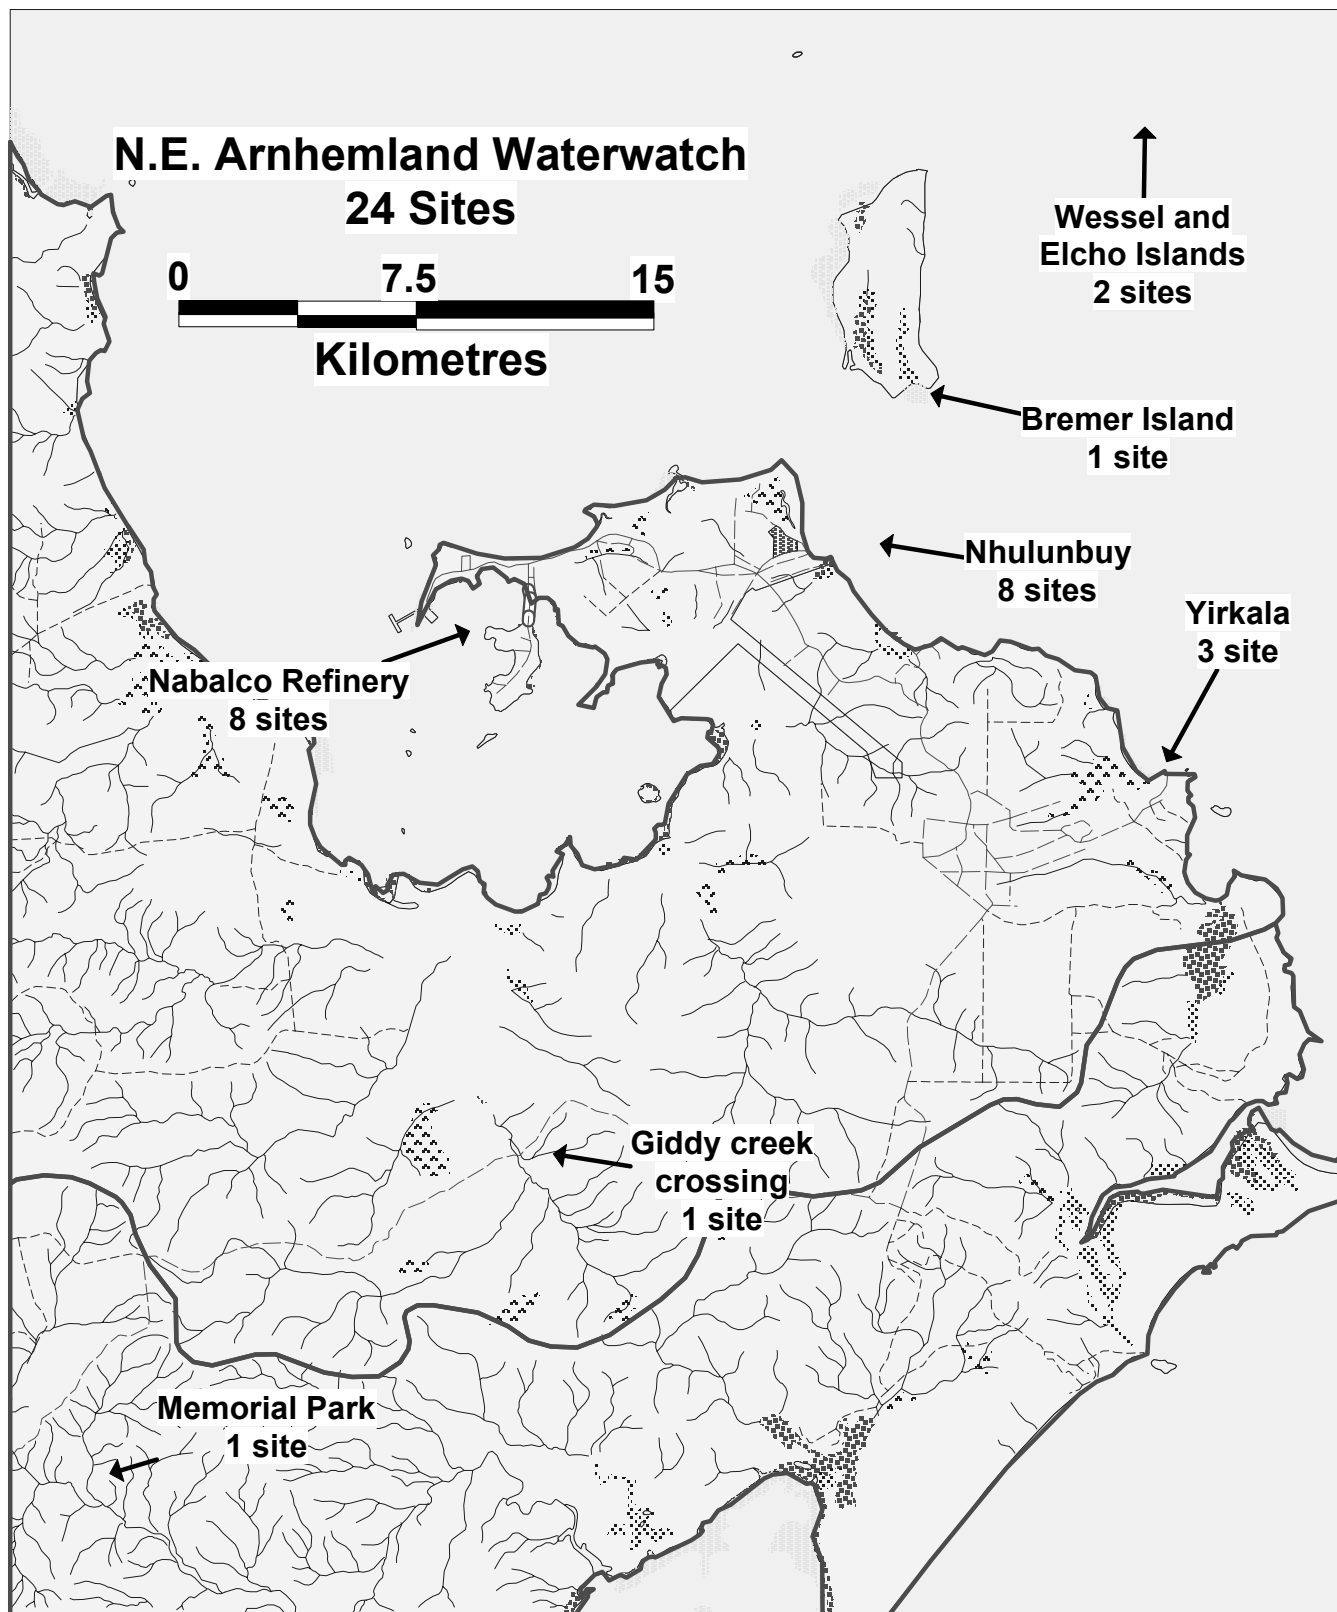 N.E. Arnhemland Waterwatch
24 Sites
0 7.5 15
Kilometres
Wessel and
Elcho Islands
2 sites
Bremer Island
1 site
Nhulunbuy
8 sites
Yirkala
3 site
Nabalco Refinery
8 sites
Giddy creek
crossing
1 site
Memorial Park
1 site